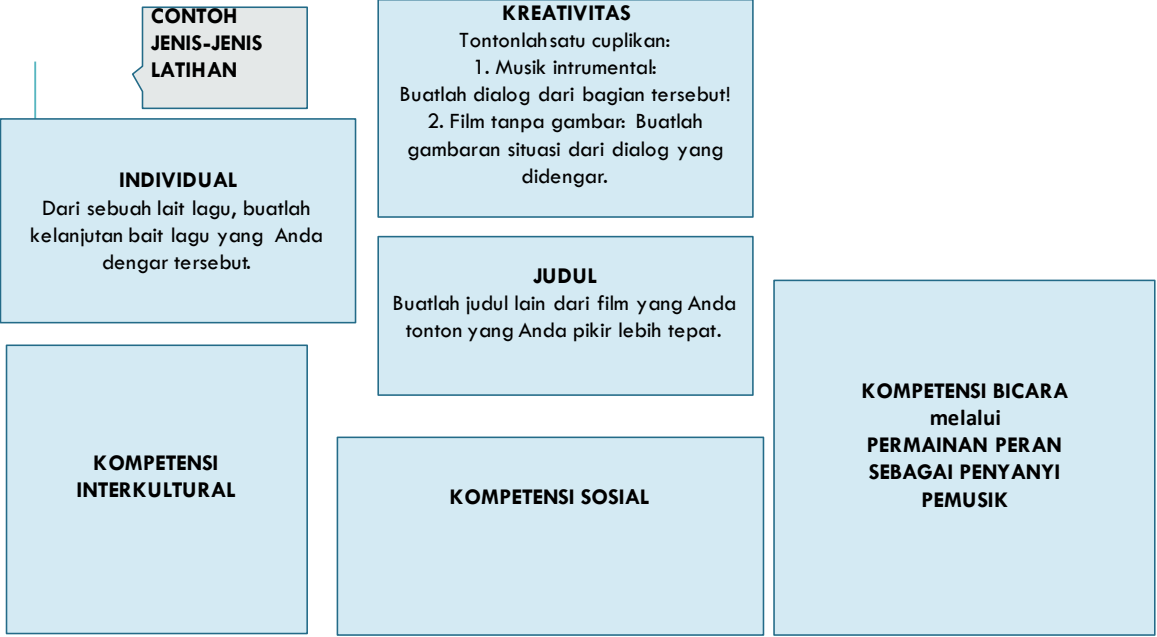 CONTOH
JENIS-JENIS
LATIHAN
KREATIVITAS
Tontonlahsatu cuplikan:
1. Musik intrumental:
Buatlah dialog dari bagian tersebut!
2. Film tanpa gambar: Buatlah
gambaran situasi dari dialog yang
didengar.
INDIVIDUAL
Dari sebuah lait lagu, buatlah
kelanjutan bait lagu yang Anda
dengar tersebut.
JUDUL
Buatlah judul lain dari film yang Anda
tonton yang Anda pikir lebih tepat.
KOMPETENSI
INTERKULTURAL
KOMPETENSI SOSIAL
KOMPETENSI BICARA
melalui
PERMAINAN PERAN
SEBAGAI PENYANYI
PEMUSIK